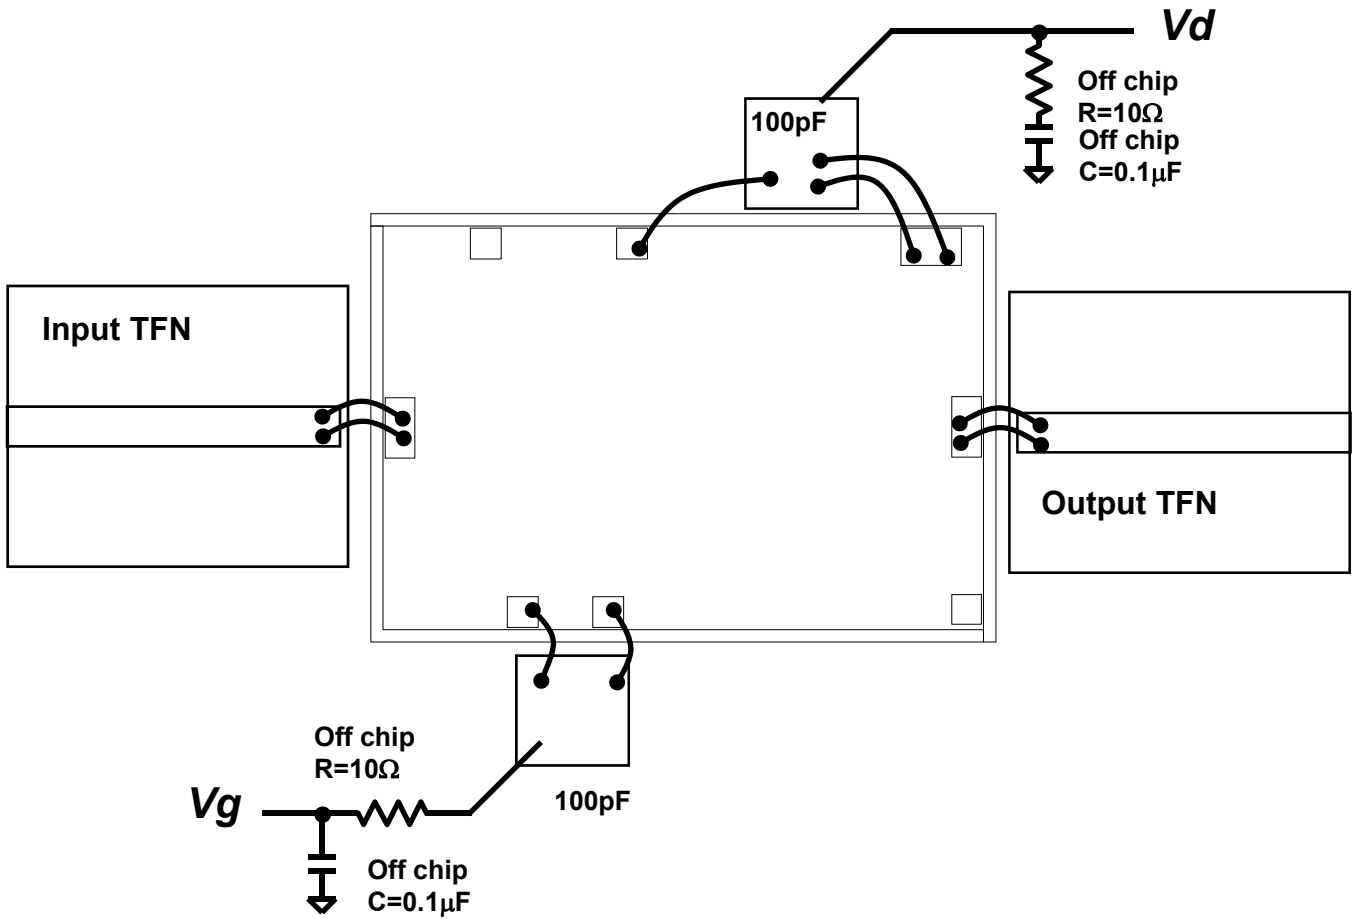 Vd
Off chip
R=10Ω
Off chip
C=0.1μF
100pF
Input TFN
Output TFN
Off chip
R=10Ω
100pF
Vg
Off chip
C=0.1μF